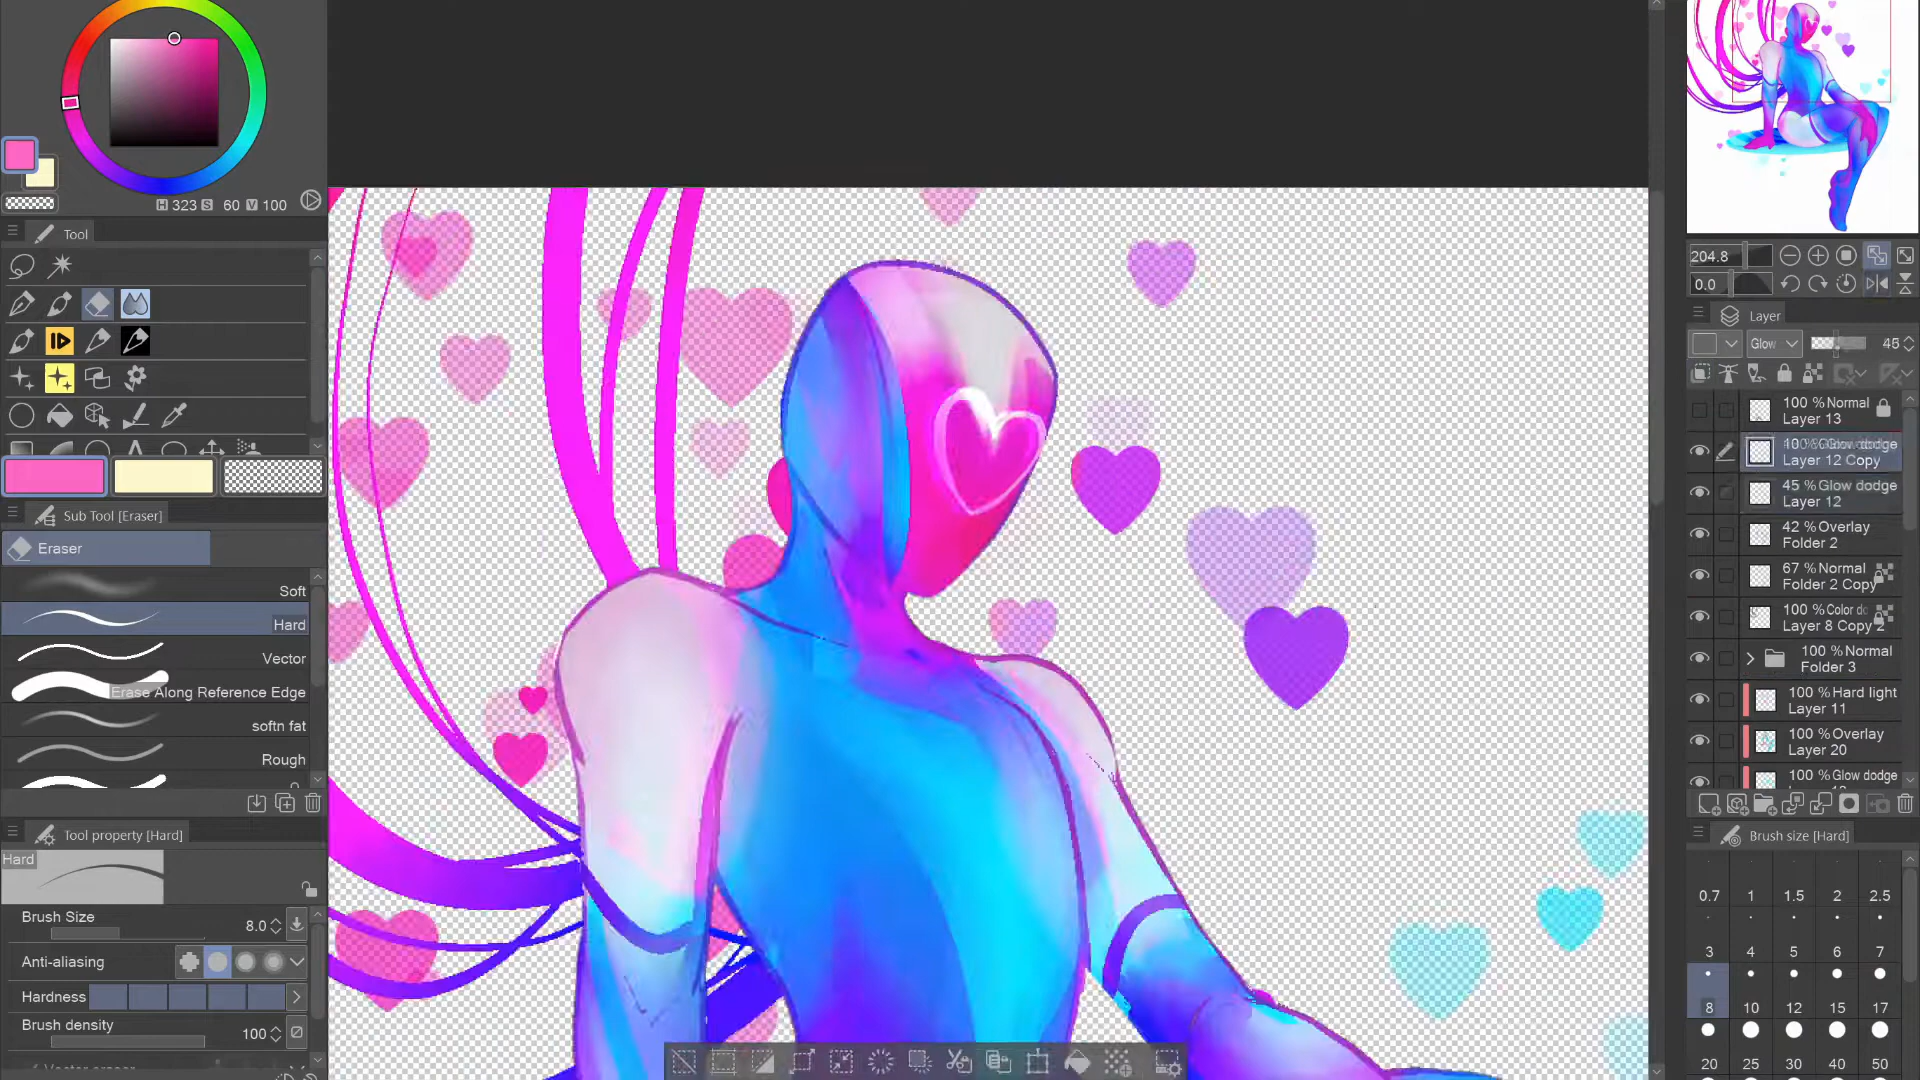 H 323 S 60 V 100
Tool
Sub Tool [Eraser]
Eraser
Soft
Hard
Vector
Erase Along Reference Edge
softn fat
Rough
Tool property [Hard]
Hard
Brush Size
8.0
Anti-aliasing
Hardness
Brush density
100
204.8
0.0
Layer
Glow
45
100 % Normal
Layer 13
Layer 12 Copy
45 % Glow dodge
Layer 12
42 % Overlay
Folder 2
67 % Normal
Folder 2 Copy
100 % Color dc
Layer 8 Copy 2
100 % Normal
Folder 3
100 % Hard light
Layer 11
100 % Overlay
Layer 20
100 % Glow dodge
Brush size [Hard]
0.7 1 1.5 2 2.5
3 4 5 6 7
8 10 12 15 17
20 25 30 40 50